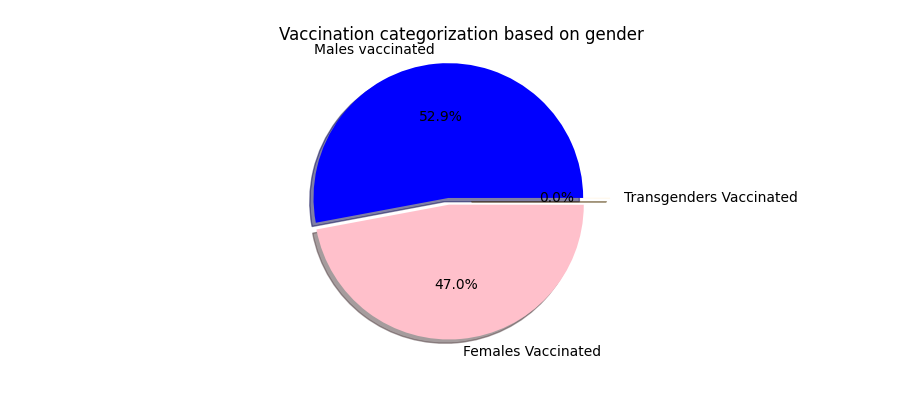 Vaccination categorization based on gender
Males vaccinated
52.9%
0.0%
Transgenders Vaccinated
47.0%
Females Vaccinated